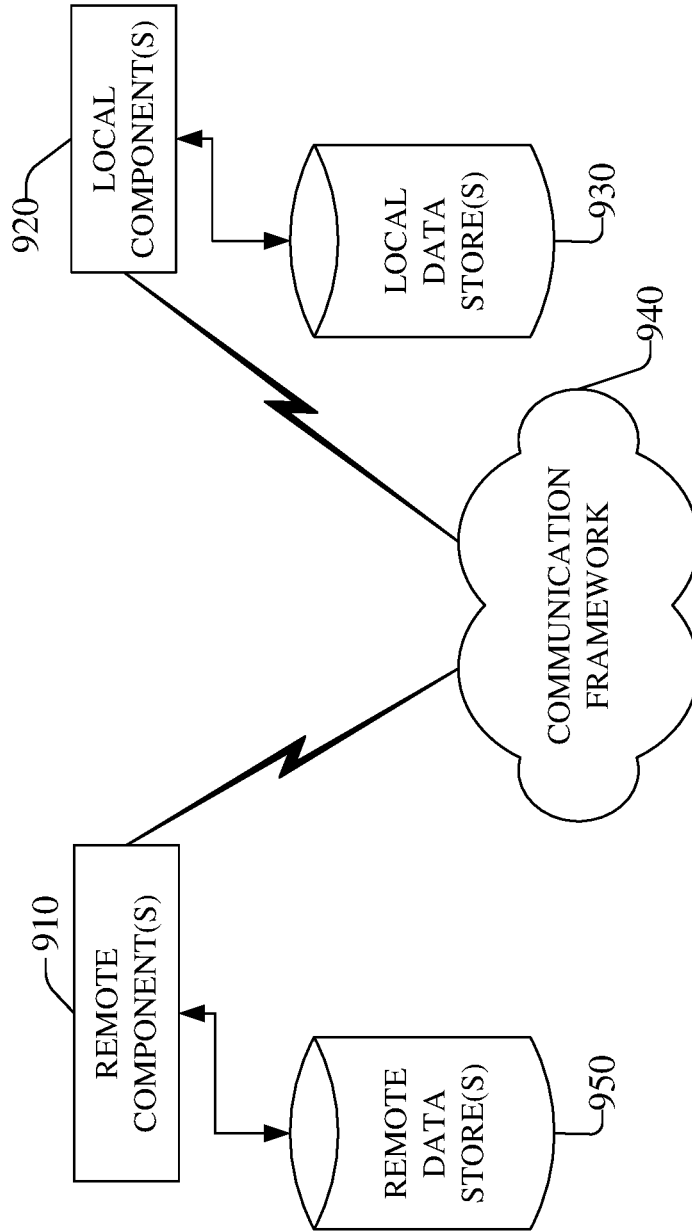 910
REMOTE
COMPONENT(S)
920
LOCAL
COMPONENT(S)
REMOTE
DATA
STORE(S)
950
COMMUNICATION
FRAMEWORK
940
LOCAL
DATA
STORE(S)
930